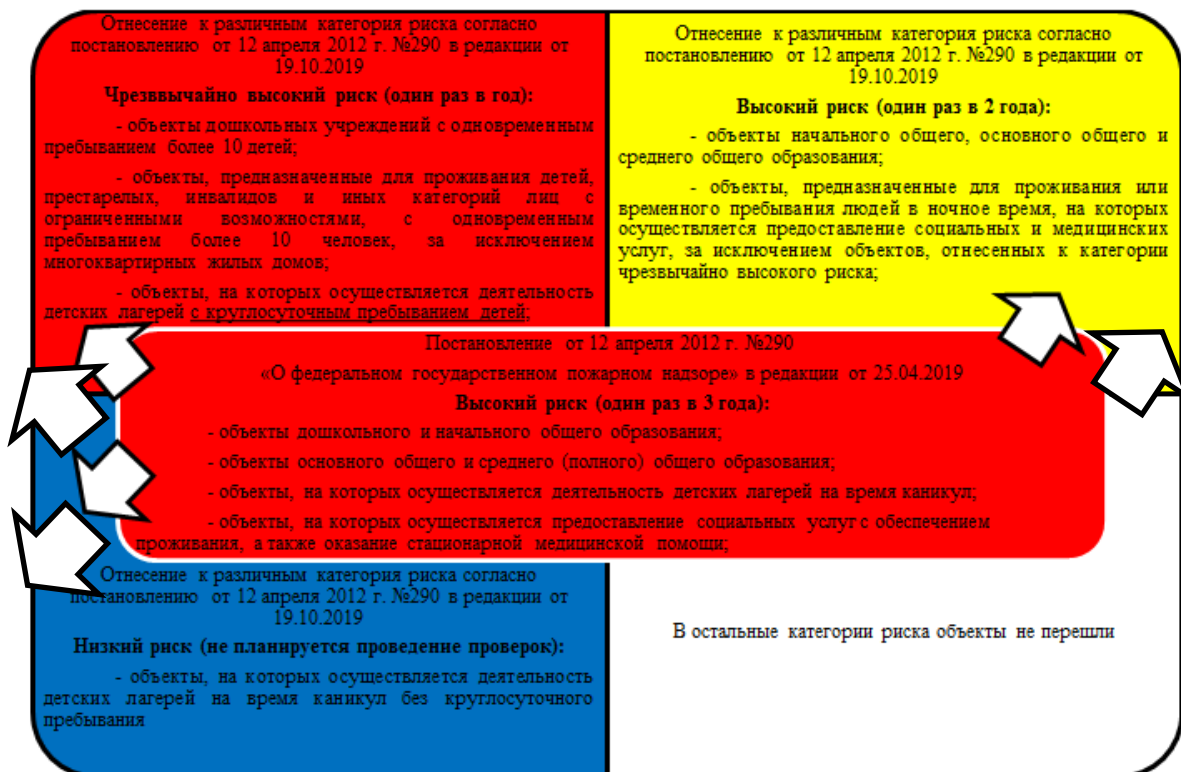 Отнесение к различным категория риска согласно
постановлению от 12 апреля 2012 г. №290 в редакции от
19.10.2019
Чрезввычайно высокий риск (один раз в год):
- объекты дошкольных учреждений с одновременным
пребыванием более 10 детей;
- объекты, предназначенные для проживания детей,
престарелых, инвалидов и иных категорий лиц с
ограниченными возможностями, с одновременным
пребыванием более 10 человек, за исключением
многоквартирных жилых домов;
- объекты, на которых осуществляется деятельность
детских лагерей с круглосуточным пребыванием детей;
Отнесение к различным категория риска согласно
постановлению от 12 апреля 2012 г. №290 в редакции от
19.10.2019
Высокий риск (один раз в 2 года):
- объекты начального общего, основного общего и
среднего общего образования;
- объекты, предназначенные для проживания или
временного пребывания людей в ночное время, на которых
осуществляется предоставление социальных и медицинских
услуг, за исключением объектов, отнесенных к категории
чрезвычайно высокого риска;
Постановление от 12 апреля 2012 г. №290
«О федеральном государственном пожарном надзоре» в редакции от 25.04.2019
Высокий риск (один раз в 3 года):
- объекты дошкольного и начального общего образования;
- объекты основного общего и среднего (полного) общего образования;
- объекты, на которых осуществляется деятельность детских лагерей на время каникул;
- объекты, на которых осуществляется предоставление социальных услуг с обеспечением
проживания, а также оказание стационарной медицинской помощи;
Отнесение к различным категория риска согласно
постановлению от 12 апреля 2012 г. №290 в редакции от
19.10.2019
Низкий риск (не планируется проведение проверок):
- объекты, на которых осуществляется деятельность
детских лагерей на время каникул без круглосуточного
пребывания
В остальные категории риска объекты не перешли